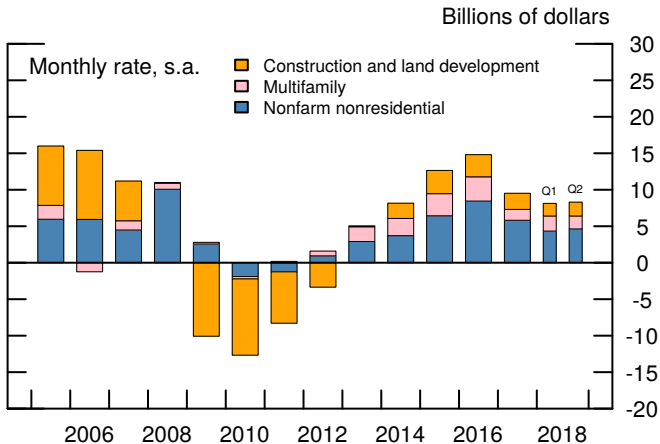 Billions of dollars
Monthly rate, s.a.
Construction and land development
Multifamily
Nonfarm nonresidential
30
25
20
15
10
5
0
-5
-10
-15
-20
Q1
Q2
2006
2008
2010
2012
2014
2016
2018